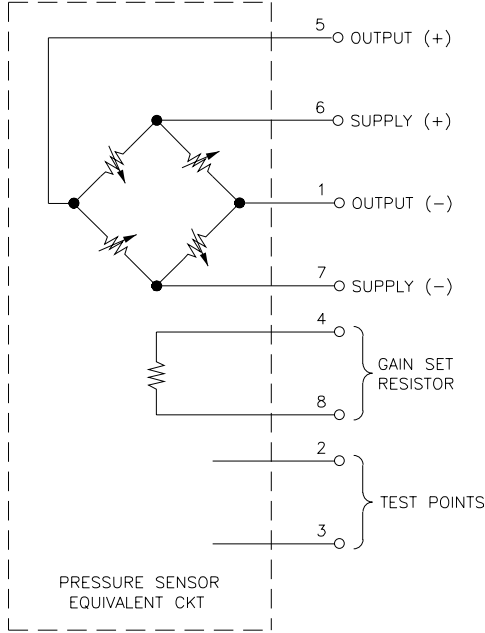 5
OUTPUT (+)
6
SUPPLY (+)
1
OUTPUT (−)
7
SUPPLY (−)
4
GAIN SET
RESISTOR
8
2
TEST POINTS
3
PRESSURE SENSOR
EQUIVALENT CKT